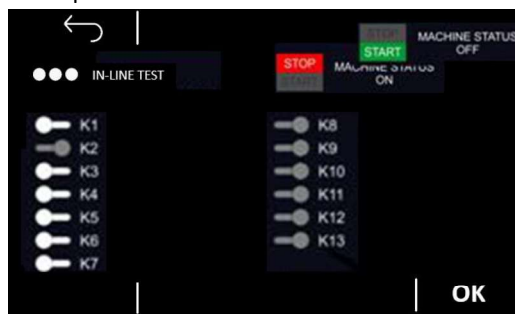 STOP
START
MACHINE STATUS
OFF
IN-LINE TEST
STOP
START
MACHINE STATUS
ON
K1
K2
K3
K4
K5
K6
K7
K8
K9
K10
K11
K12
K13
OK